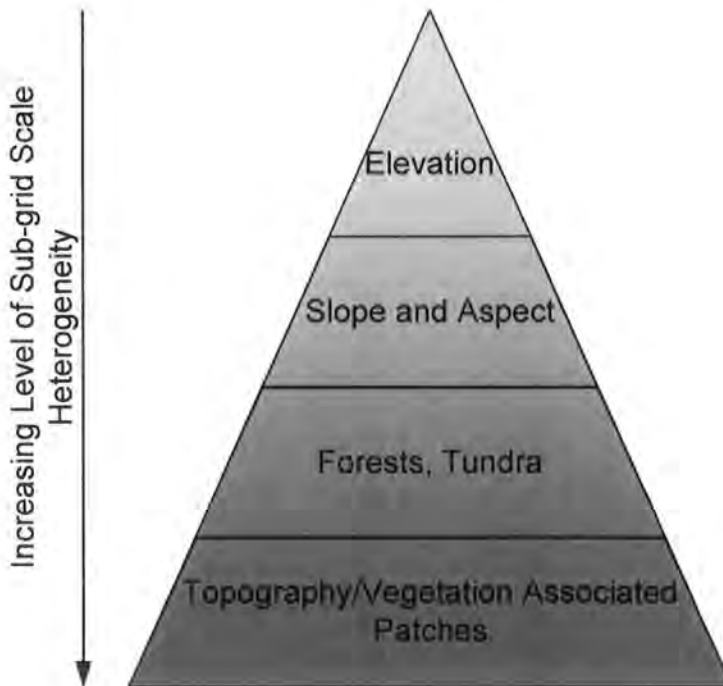 Increasing Level of Sub-grid Scale
Heterogeneity
Elevation
Slope and Aspect
Forests, Tundra
Topography/Vegetation Associated
Patches